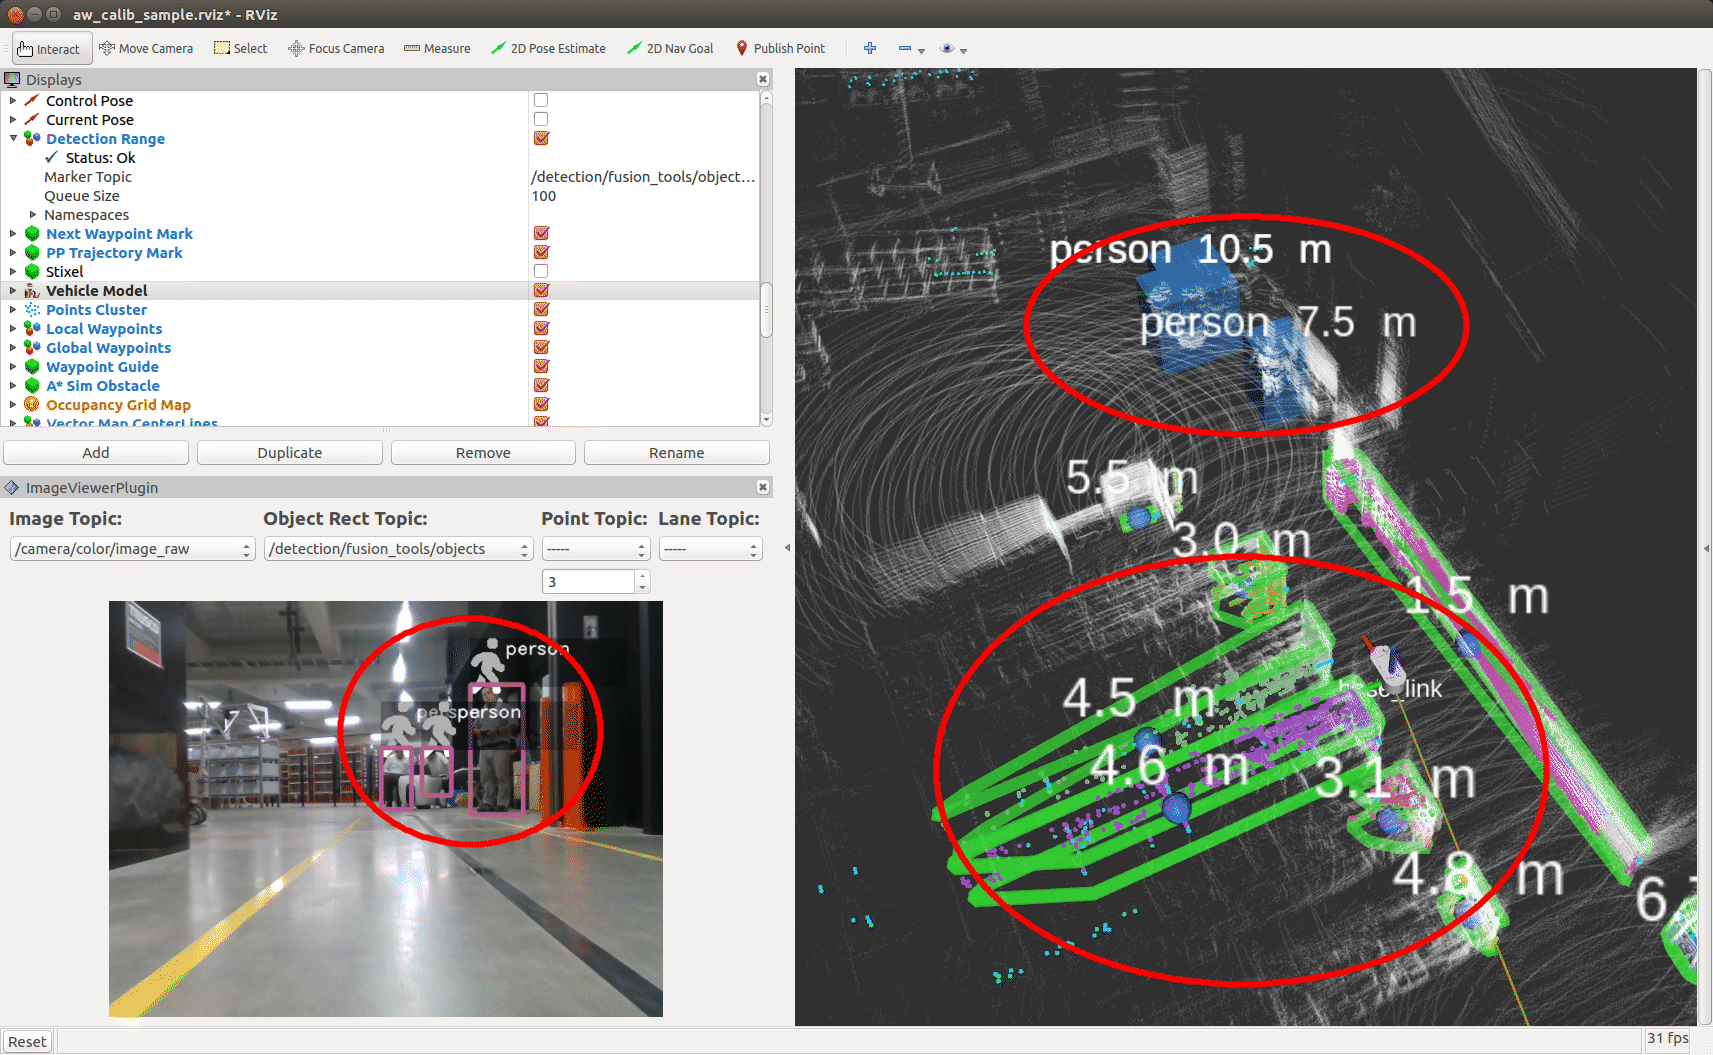 aw_calib_sample.rviz* - RViz
Interact Move Camera Select Focus Camera Measure 2D Pose Estimate 2D Nav Goal Publish Point
Displays
Control Pose
Current Pose
Detection Range
Status: Ok
Marker Topic /detection/fusion_tools/object...
Queue Size 100
Namespaces
Next Waypoint Mark
PP Trajectory Mark
Stixel
Vehicle Model
Points Cluster
Local Waypoints
Global Waypoints
Waypoint Guide
A* Sim Obstacle
Occupancy Grid Map
Vector Map CenterLines
Add Duplicate Remove Rename
ImageViewerPlugin
Image Topic: Object Rect Topic: Point Topic: Lane Topic:
/camera/color/image_raw /detection/fusion_tools/objects ----- -----
3
person
person
person 10.5 m
person 7.5 m
5.5 m
3.0 m
1.5 m
base_link
4.5 m
4.6 m
3.1 m
4.8 m
Reset
31 fps